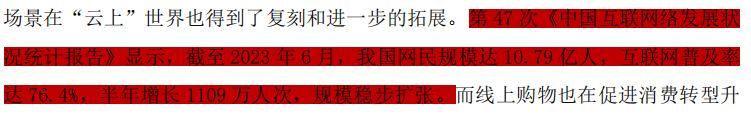 场景在“云上”世界也得到了复刻和进一步的拓展。第 47 次《中国互联网络发展状
况统计报告》显示，截至 2023 年 6 月，我国网民规模达 10.79 亿人，互联网普及率
达 76.4%，半年增长 1109 万人次，规模稳步扩张。而线上购物也在促进消费转型升